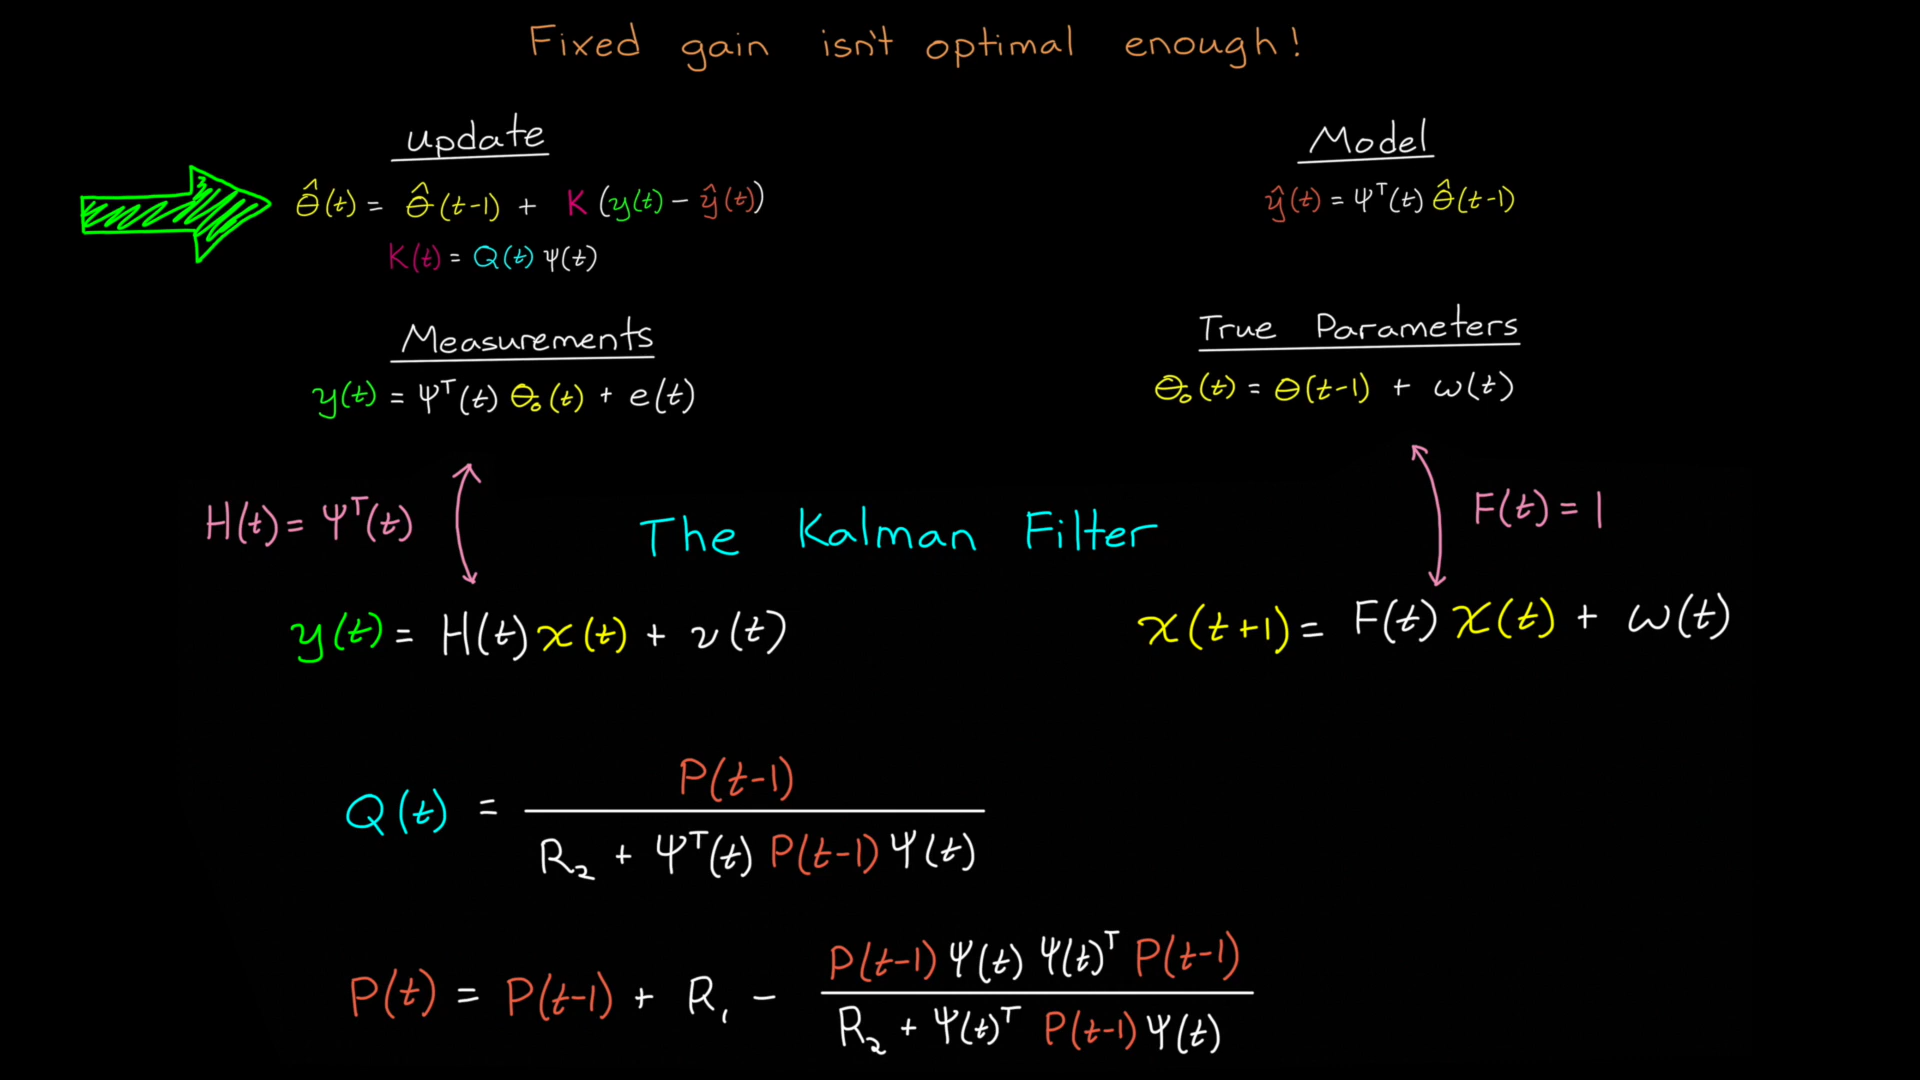 Fixed gain isn't optimal enough!
update
θ̂(t) = θ̂(t-1) + K(y(t) - ŷ(t))
K(t) = Q(t) Ψ(t)
Model
ŷ(t) = Ψᵀ(t) θ̂(t-1)
Measurements
y(t) = Ψᵀ(t) θ₀(t) + e(t)
True Parameters
θ₀(t) = θ(t-1) + ω(t)
H(t) = Ψᵀ(t)
The Kalman Filter
F(t) = 1
y(t) = H(t) x(t) + v(t)
x(t+1) = F(t) x(t) + ω(t)
Q(t) = P(t-1) / R₂ + Ψᵀ(t) P(t-1) Ψ(t)
P(t) = P(t-1) + R₁ - P(t-1) Ψ(t) Ψ(t)ᵀ P(t-1) / R₂ + Ψ(t)ᵀ P(t-1) Ψ(t)